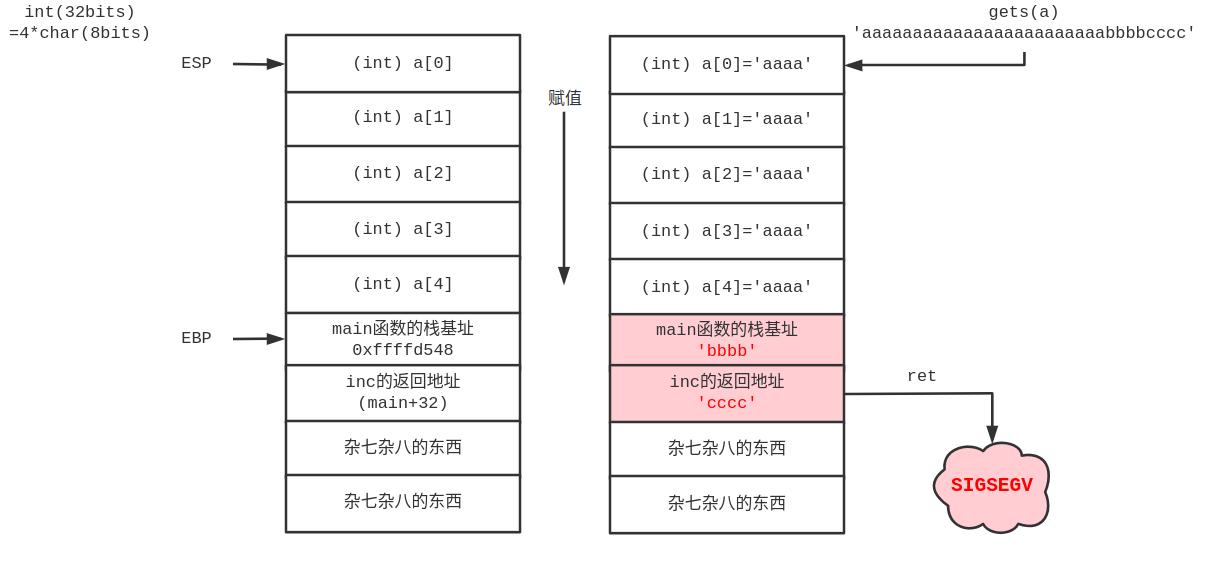 int(32bits)
=4*char(8bits)
ESP
EBP
(int) a[0]
(int) a[1]
(int) a[2]
(int) a[3]
(int) a[4]
main函数的栈基址
0xffffd548
inc的返回地址
(main+32)
杂七杂八的东西
杂七杂八的东西
赋值
gets(a)
'aaaaaaaaaaaaaaaaaaaaaaaabbbbcccc'
(int) a[0]='aaaa'
(int) a[1]='aaaa'
(int) a[2]='aaaa'
(int) a[3]='aaaa'
(int) a[4]='aaaa'
main函数的栈基址
'bbbb'
inc的返回地址
'cccc'
杂七杂八的东西
杂七杂八的东西
ret
SIGSEGV